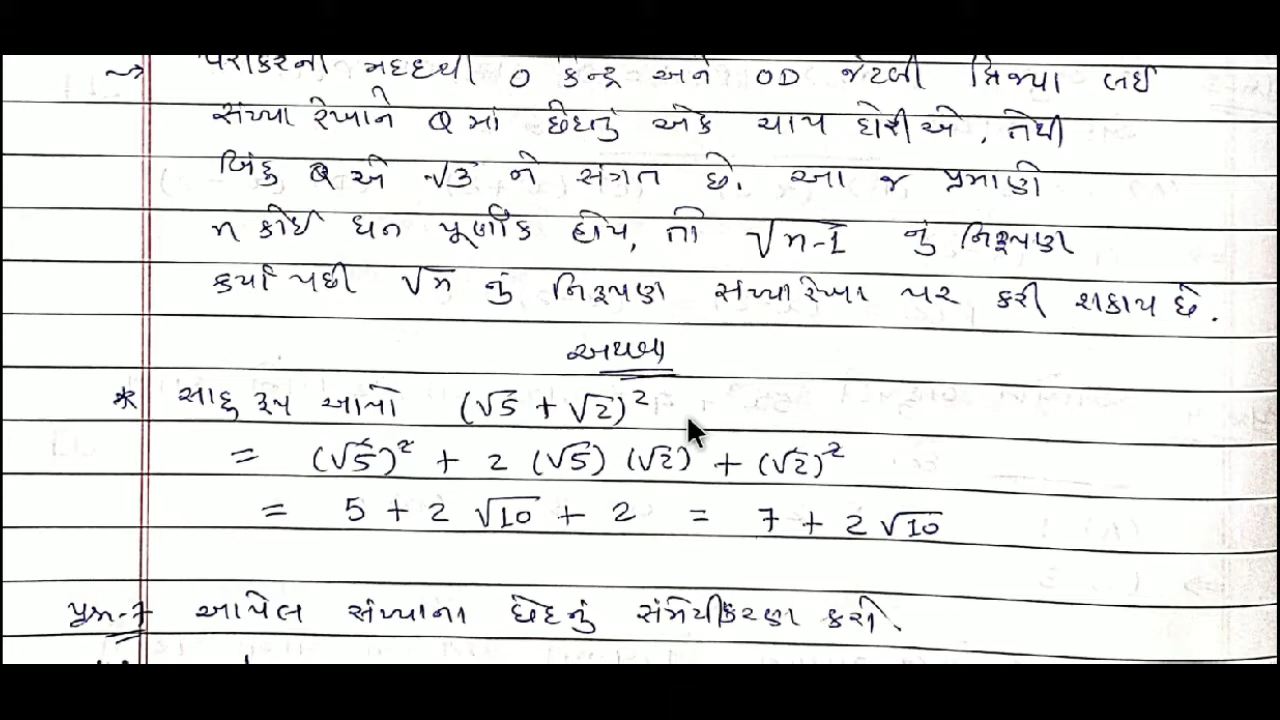 → પરિકરની મદદથી O કેન્દ્ર અને OD જેટલી ત્રિજ્યા લઈ
સંખ્યા રેખાને Q માં છેદતું એક ચાપ દોરીએ, તેથી
બિંદુ Q એ √3 ને સંગત છે. આ જ પ્રમાણે
n કોઈ ધન પૂર્ણાંક હોય, તો √n-1 નું નિરૂપણ
કર્યા પછી √n નું નિરૂપણ સંખ્યા રેખા પર કરી શકાય છે.
અથવા
* સાદુ રૂપ આપો (√5 + √2)²
= (√5)² + 2 (√5) (√2) + (√2)²
= 5 + 2 √10 + 2 = 7 + 2 √10
પ્રશ્ન-7 આપેલ સંખ્યાના છેદનું સંમેયીકરણ કરો.